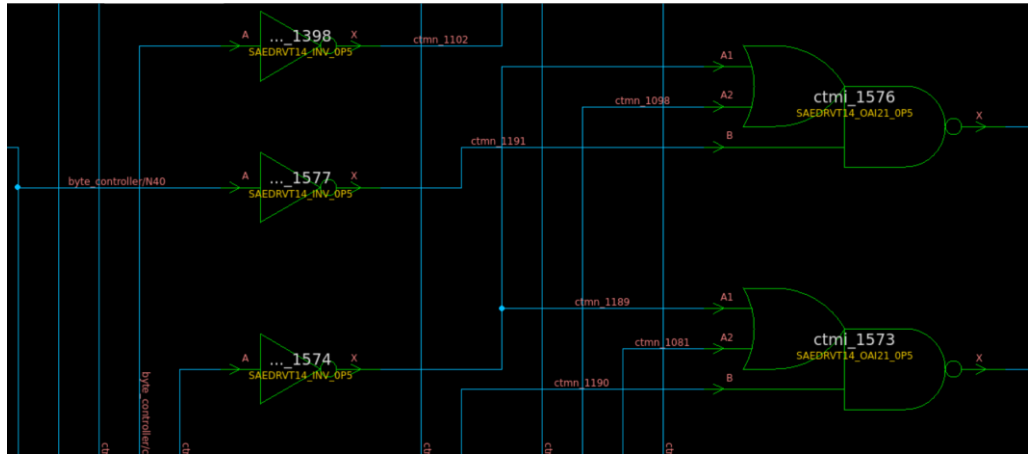 A
..._1398
X
SAEDRVT14_INV_0P5
ctmn_1102
A1
ctmn_1098
A2
ctmi_1576
SAEDRVT14_OAI21_0P5
X
ctmn_1191
B
byte_controller/N40
A
..._1577
X
SAEDRVT14_INV_0P5
ctmn_1189
A1
ctmn_1081
A2
ctmi_1573
SAEDRVT14_OAI21_0P5
X
A
..._1574
X
SAEDRVT14_INV_0P5
ctmn_1190
B
byte_controller/